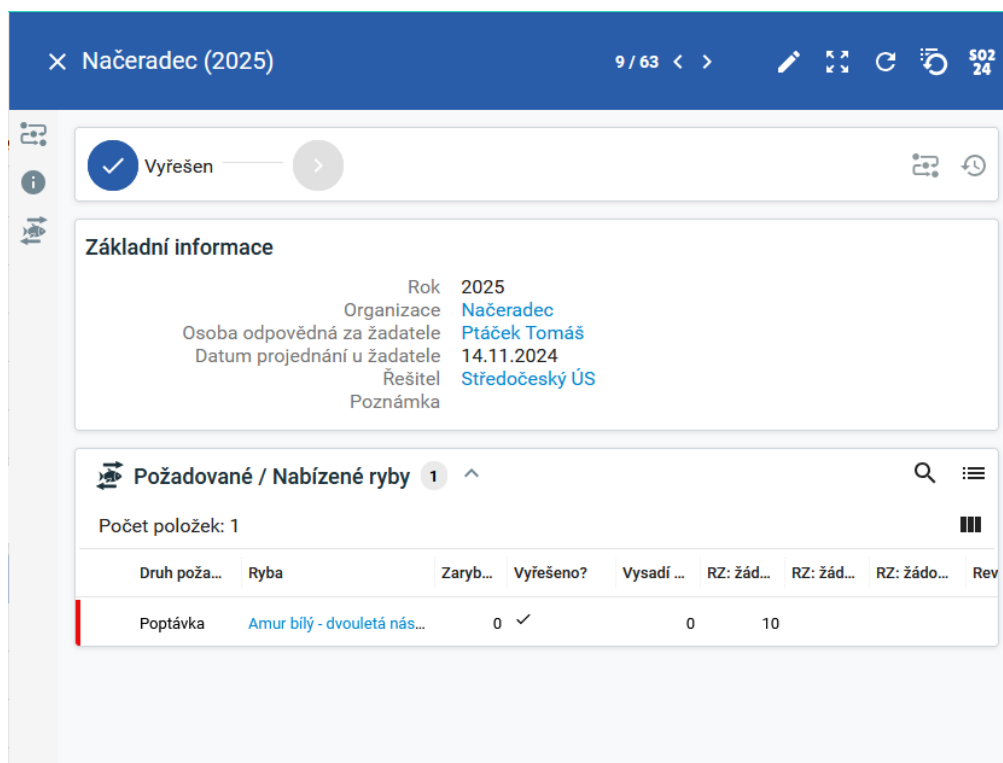 Načeradec (2025)
9 / 63
S02
24
Vyřešen
Základní informace
Rok 2025
Organizace Načeradec
Osoba odpovědná za žadatele Ptáček Tomáš
Datum projednání u žadatele 14.11.2024
Řešitel Středočeský ÚS
Poznámka
Požadované / Nabízené ryby 1
Počet položek: 1
Druh poža... Ryba Zaryb... Vyřešeno? Vysadí ... RZ: žád... RZ: žád... RZ: žádo... Rev
Poptávka Amur bílý - dvouletá nás... 0 0 10